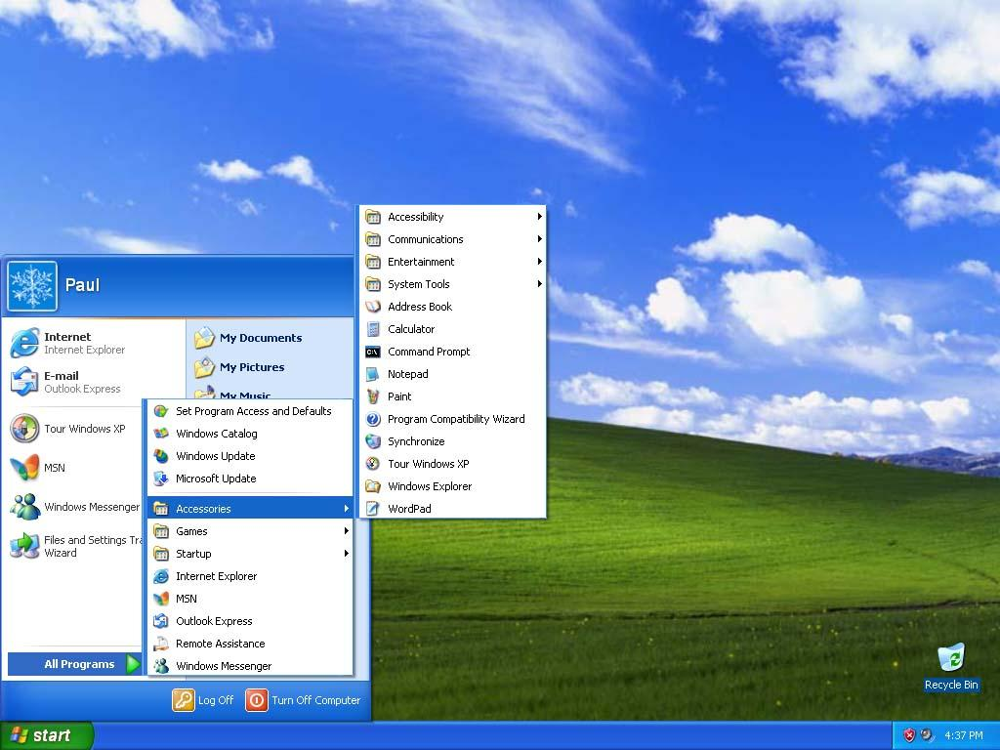 Paul
Internet
Internet Explorer
E-mail
Outlook Express
Tour Windows XP
MSN
Windows Messenger
Files and Settings Tra
Wizard
All Programs
My Documents
My Pictures
My Music
Set Program Access and Defaults
Windows Catalog
Windows Update
Microsoft Update
Accessories
Games
Startup
Internet Explorer
MSN
Outlook Express
Remote Assistance
Windows Messenger
Accessibility
Communications
Entertainment
System Tools
Address Book
Calculator
C:\
Command Prompt
Notepad
Paint
Program Compatibility Wizard
Synchronize
Tour Windows XP
Windows Explorer
WordPad
Log Off
Turn Off Computer
Recycle Bin
start
4:37 PM